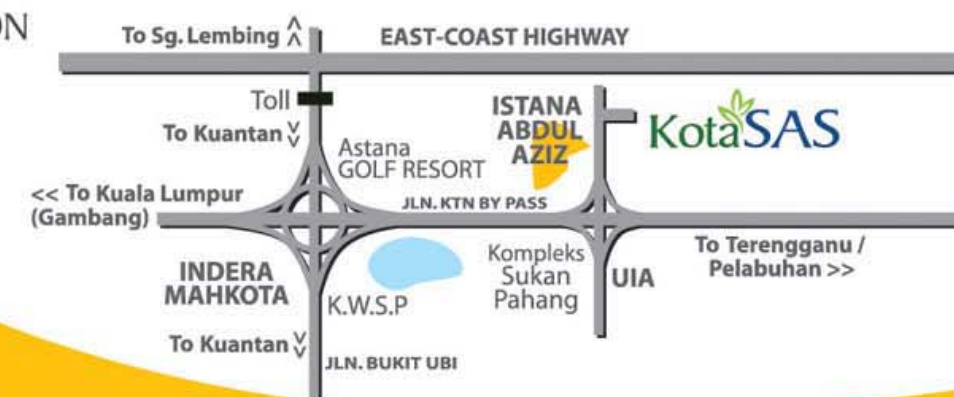 ON
To Sg. Lembing
EAST-COAST HIGHWAY
Toll
To Kuantan
Astana
GOLF RESORT
ISTANA
ABDUL
AZIZ
KotaSAS
<< To Kuala Lumpur
(Gambang)
JLN. KTN BY PASS
INDERA
MAHKOTA
K.W.S.P
Kompleks
Sukan
Pahang
UIA
To Terengganu /
Pelabuhan >>
To Kuantan
JLN. BUKIT UBI